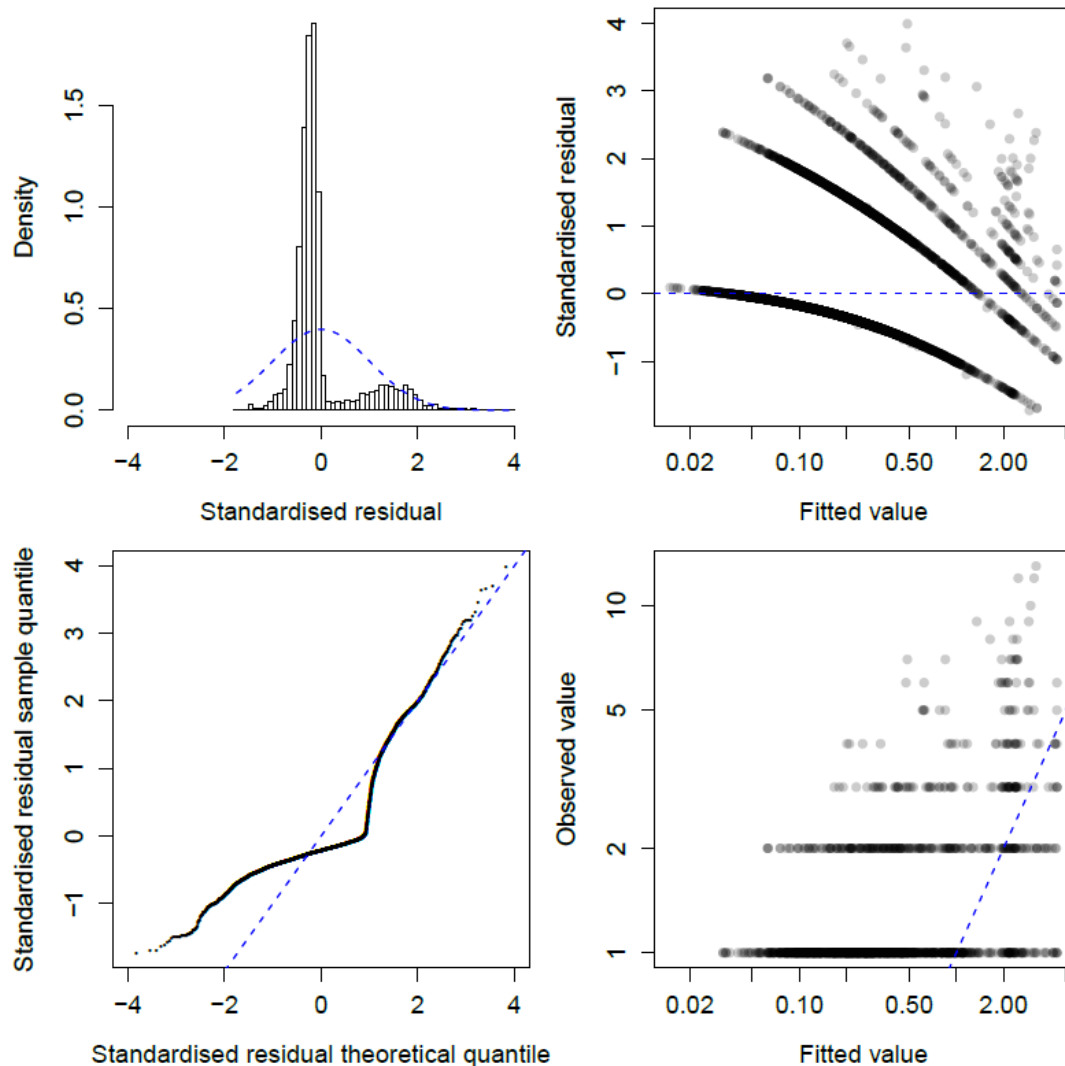 Density
1.5
1.0
0.5
0.0
−4 −2 0 2 4
Standardised residual
Standardised residual
4
3
2
1
0
−1
0.02 0.10 0.50 2.00
Fitted value
Standardised residual sample quantile
4
3
2
1
0
−1
−4 −2 0 2 4
Standardised residual theoretical quantile
Observed value
10
5
2
1
0.02 0.10 0.50 2.00
Fitted value